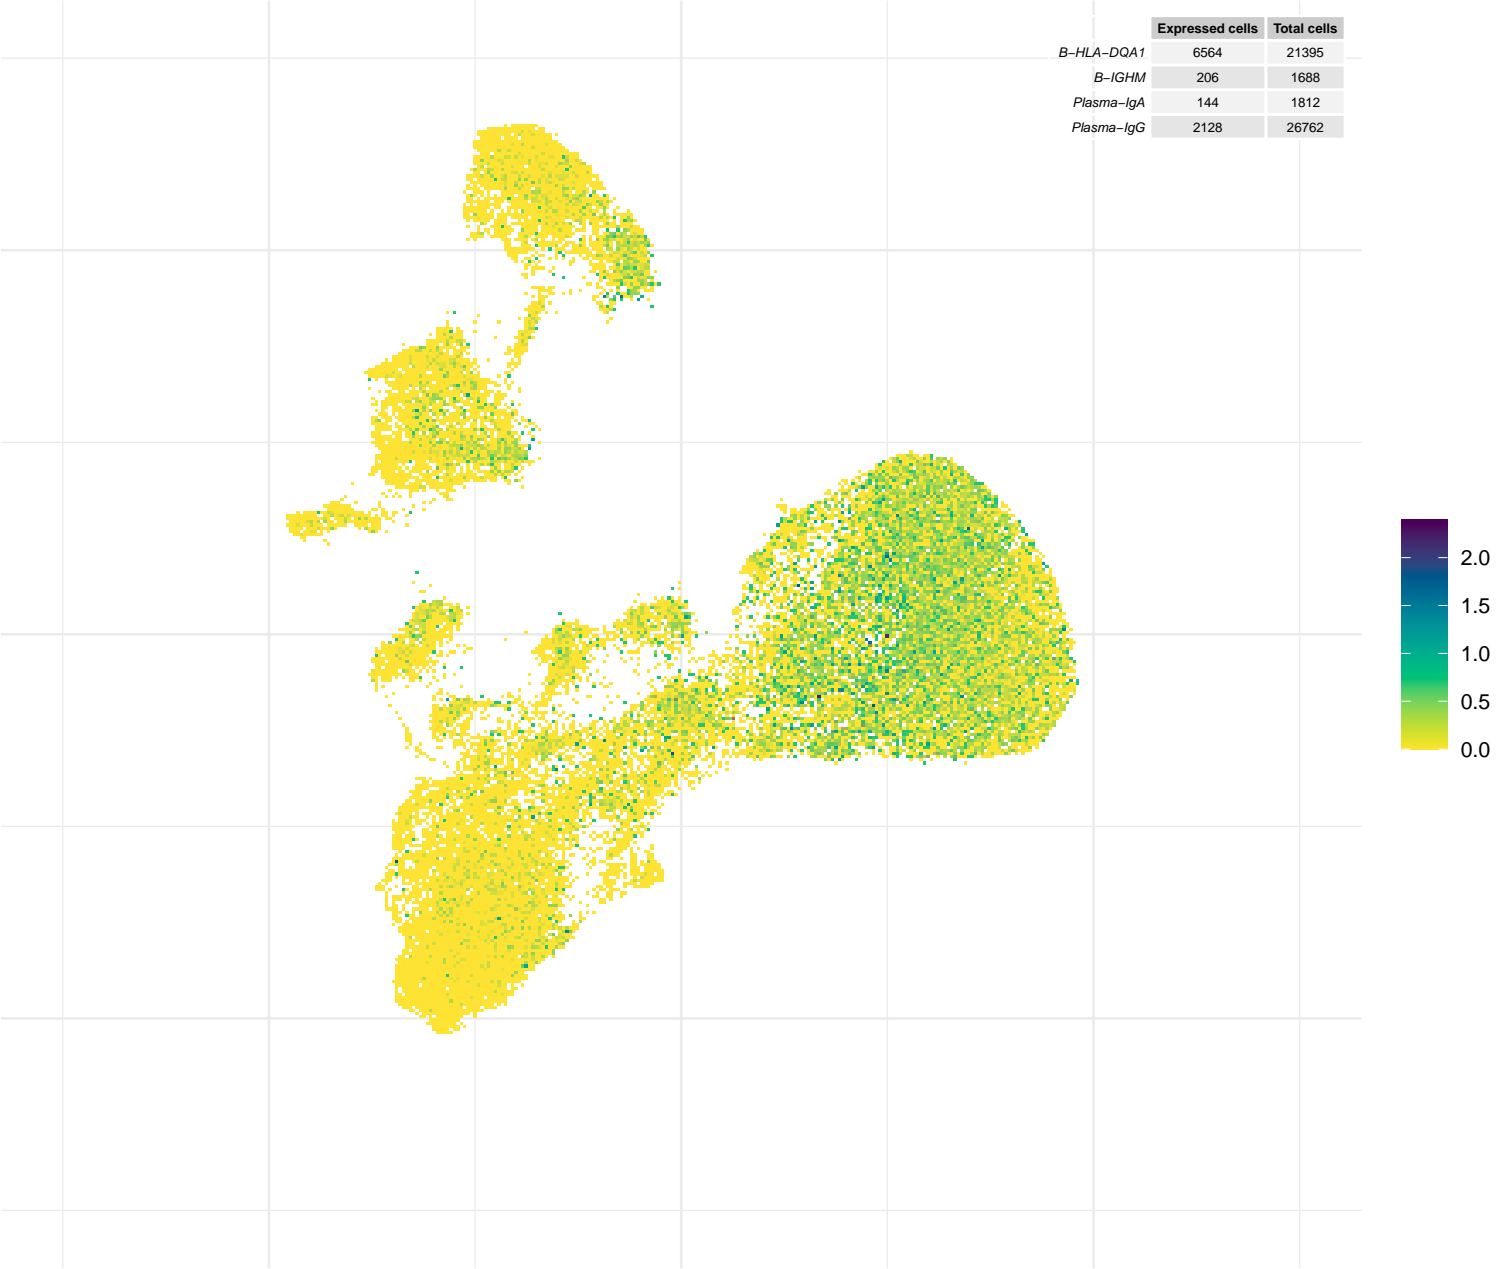 Expressed cells Total cells
B−HLA−DQA1 6564 21395
B−IGHM 206 1688
Plasma−IgA 144 1812
Plasma−IgG 2128 26762
2.0
1.5
1.0
0.5
0.0